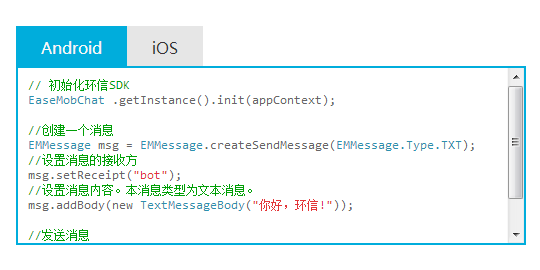 Android
iOS
// 初始化环信SDK
EaseMobChat .getInstance().init(appContext);
//创建一个消息
EMMessage msg = EMMessage.createSendMessage(EMMessage.Type.TXT);
//设置消息的接收方
msg.setReceipt("bot");
//设置消息内容。本消息类型为文本消息。
msg.addBody(new TextMessageBody("你好，环信!"));
//发送消息